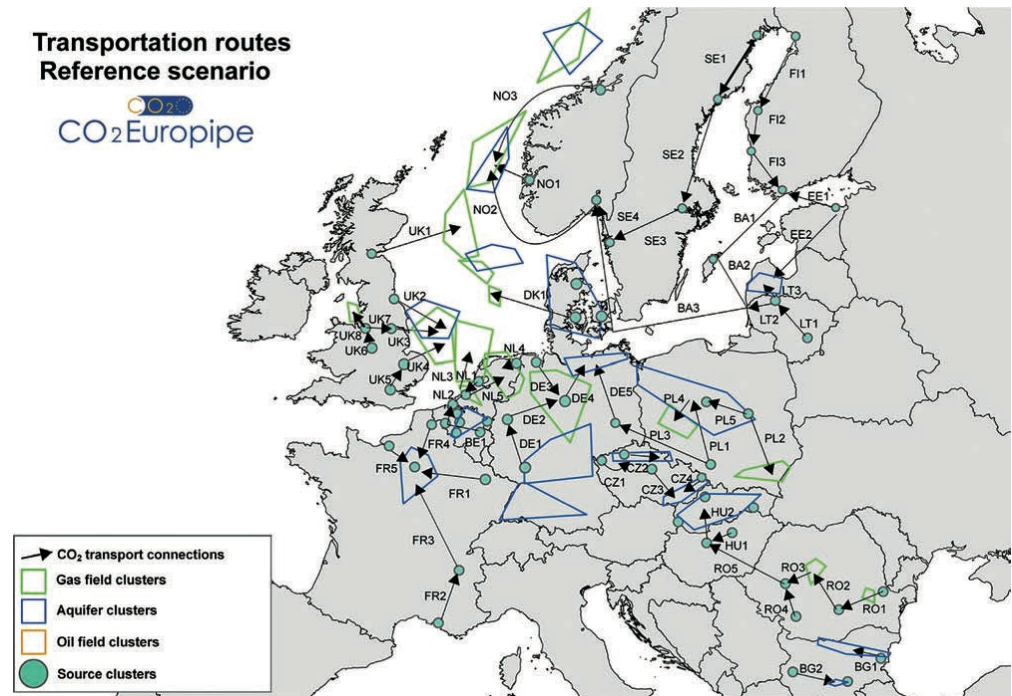 Transportation routes
Reference scenario
CO2
CO2Europipe
SE1
FI1
NO3
FI2
SE2
FI3
NO1
NO2
EE1
SE4
BA1
UK1
SE3
EE2
BA2
DK1
LT3
UK2
BA3
LT2
LT1
UK7
UK8
UK3
UK6
NL4
UK4
NL3
NL1
UK5
NL2
NL5
DE3
DE4
DE5
PL4
PL5
FR4
BE1
DE2
PL3
PL1
PL2
FR5
DE1
CZ2
CZ1
CZ3
CZ4
FR1
HU2
FR3
HU1
RO5
RO3
RO2
RO1
FR2
RO4
BG2
BG1
CO2 transport connections
Gas field clusters
Aquifer clusters
Oil field clusters
Source clusters